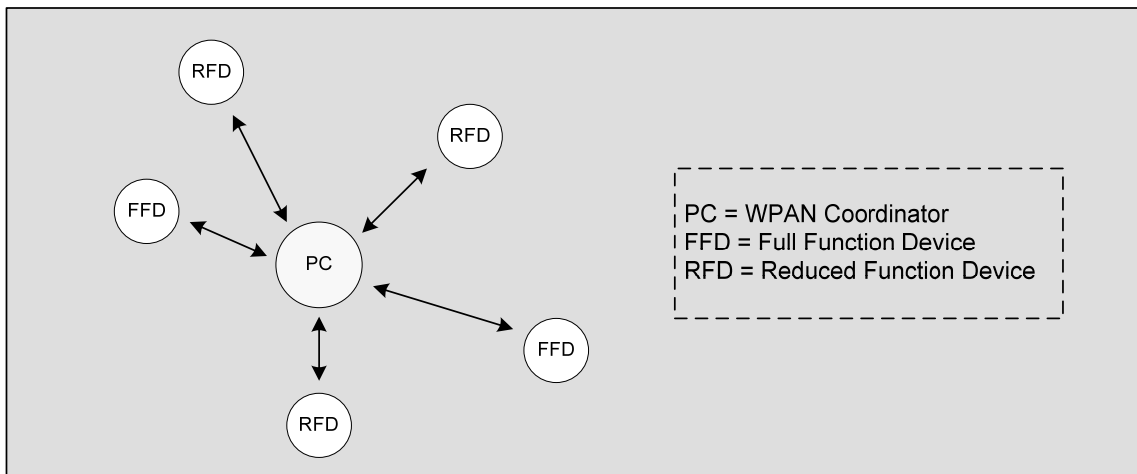 RFD
RFD
FFD
PC
FFD
RFD
PC = WPAN Coordinator
FFD = Full Function Device
RFD = Reduced Function Device